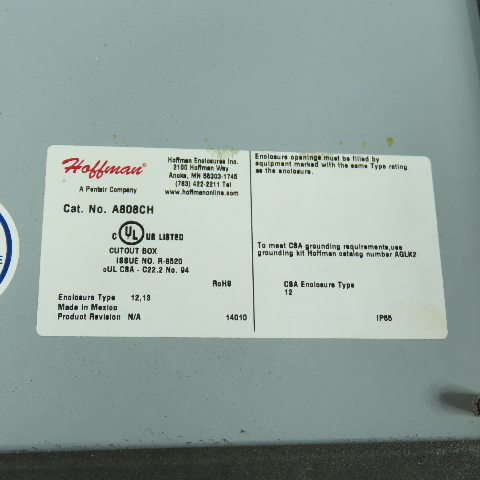 Hoffman®
A Pentair Company
Hoffman Enclosures Inc.
2100 Hoffman Way
Anoka, MN 55303-1745
(763) 422-2211 Tel
www.hoffmanonline.com
Cat. No. A808CH
C UL US LISTED
CUTOUT BOX
ISSUE NO. R-8520
cUL CSA - C22.2 No. 94
RoHS
Enclosure Type 12,13
Made in Mexico
Product Revision N/A
14010
Enclosure openings must be filled by
equipment marked with the same Type rating
as the enclosure.
To meet CSA grounding requirements,use
grounding kit Hoffman catalog number AGLK2
CSA Enclosure Type
12
IP65